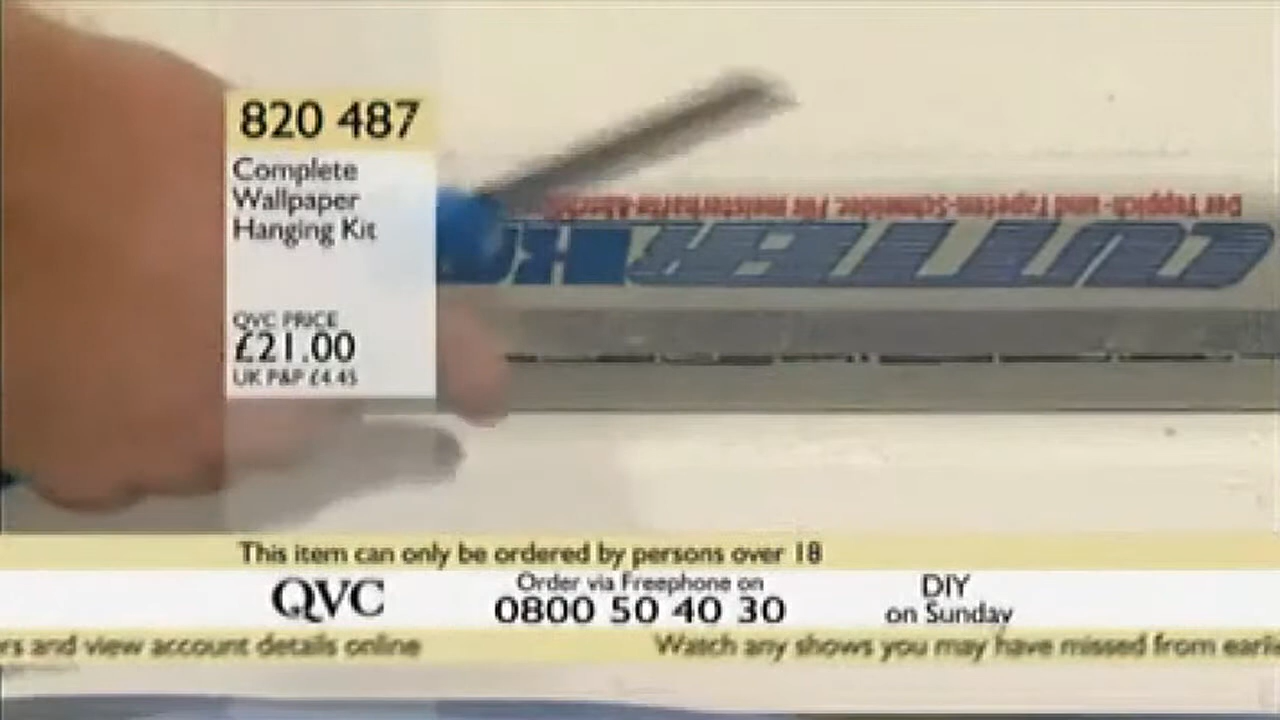 820 487
Complete
Wallpaper
Hanging Kit
QVC PRICE
£21.00
UK P&P £4.45
Der Teppich- und Tapeten-Schneider. Für meisterhafte
CUTTER
This item can only be ordered by persons over 18
QVC
Order via Freephone on
0800 50 40 30
DIY
on Sunday
rs and view account details online
Watch any shows you may have missed from earlie